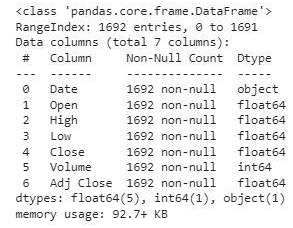 <class 'pandas.core.frame.DataFrame'>
RangeIndex: 1692 entries, 0 to 1691
Data columns (total 7 columns):
 #   Column     Non-Null Count  Dtype
---  ------     --------------  -----
 0   Date       1692 non-null   object
 1   Open       1692 non-null   float64
 2   High       1692 non-null   float64
 3   Low        1692 non-null   float64
 4   Close      1692 non-null   float64
 5   Volume     1692 non-null   int64
 6   Adj Close  1692 non-null   float64
dtypes: float64(5), int64(1), object(1)
memory usage: 92.7+ KB